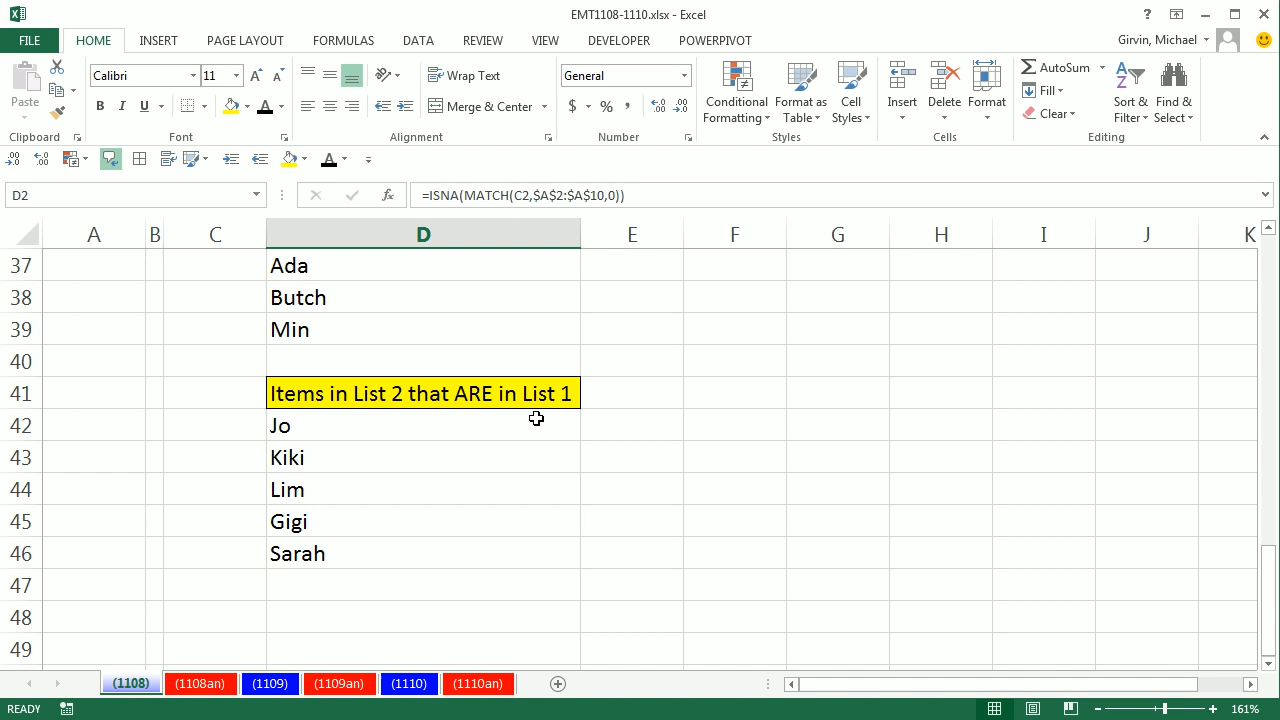 EMT1108-1110.xlsx - Excel
FILE HOME INSERT PAGE LAYOUT FORMULAS DATA REVIEW VIEW DEVELOPER POWERPIVOT Girvin, Michael
Paste
Calibri 11
B I U A
Wrap Text
Merge & Center
General
$ % ,
Conditional Formatting
Format as Table
Cell Styles
Insert Delete Format
AutoSum
Fill
Clear
Sort & Filter
Find & Select
Clipboard Font Alignment Number Styles Cells Editing
D2 fx =ISNA(MATCH(C2,$A$2:$A$10,0))
A B C D E F G H I J K
37 Ada
38 Butch
39 Min
40
41 Items in List 2 that ARE in List 1
42 Jo
43 Kiki
44 Lim
45 Gigi
46 Sarah
47
48
49
(1108) (1108an) (1109) (1109an) (1110) (1110an)
READY 161%